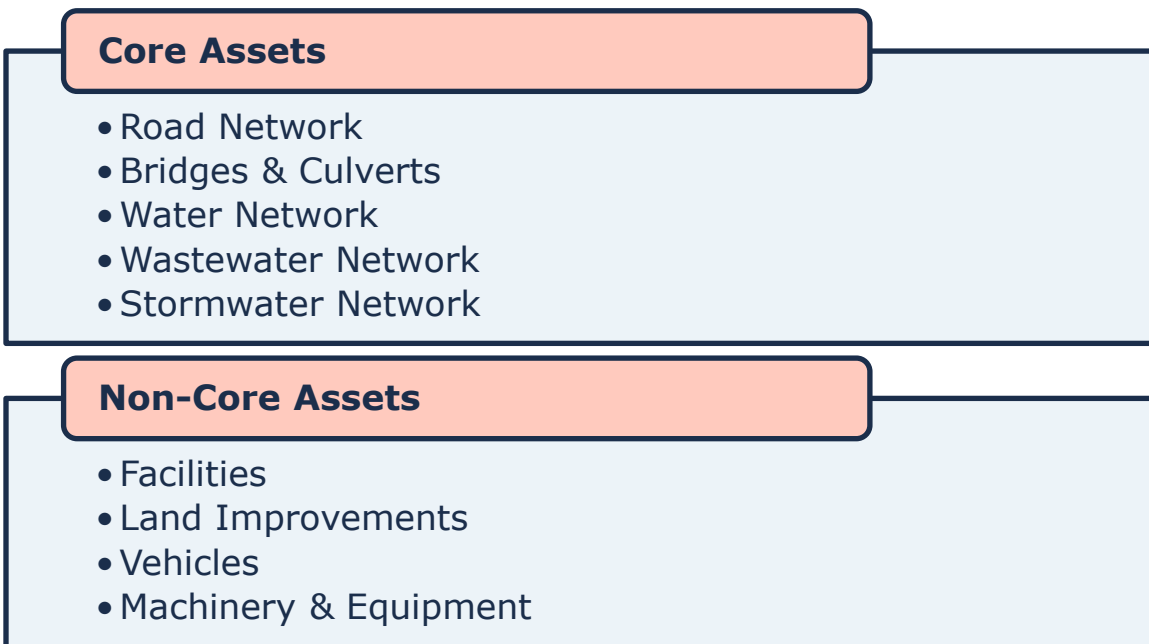 Core Assets
• Road Network
• Bridges & Culverts
• Water Network
• Wastewater Network
• Stormwater Network
Non-Core Assets
• Facilities
• Land Improvements
• Vehicles
• Machinery & Equipment